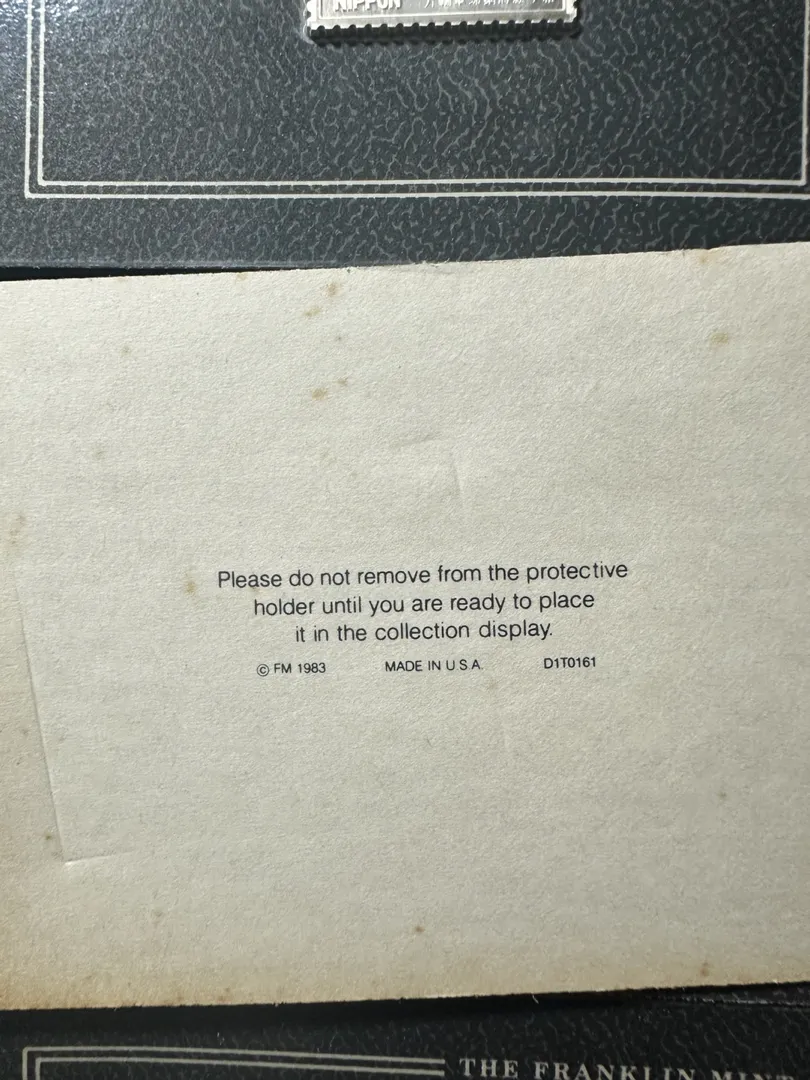 NIPPON
Please do not remove from the protective
holder until you are ready to place
it in the collection display.
© FM 1983 MADE IN U.S.A. D1T0161
THE FRANKLIN MINT